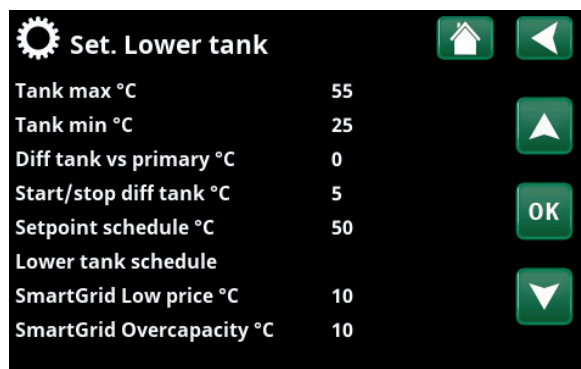 Set. Lower tank
Tank max °C 55
Tank min °C 25
Diff tank vs primary °C 0
Start/stop diff tank °C 5
Setpoint schedule °C 50
OK
Lower tank schedule
SmartGrid Low price °C 10
SmartGrid Overcapacity °C 10